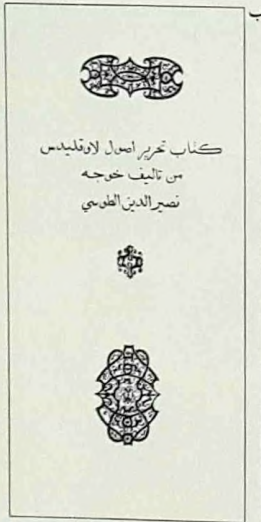 ب
كتاب تحرير اصول لاوقليدس
من تاليف خوجه
نصير الدين الطوسي